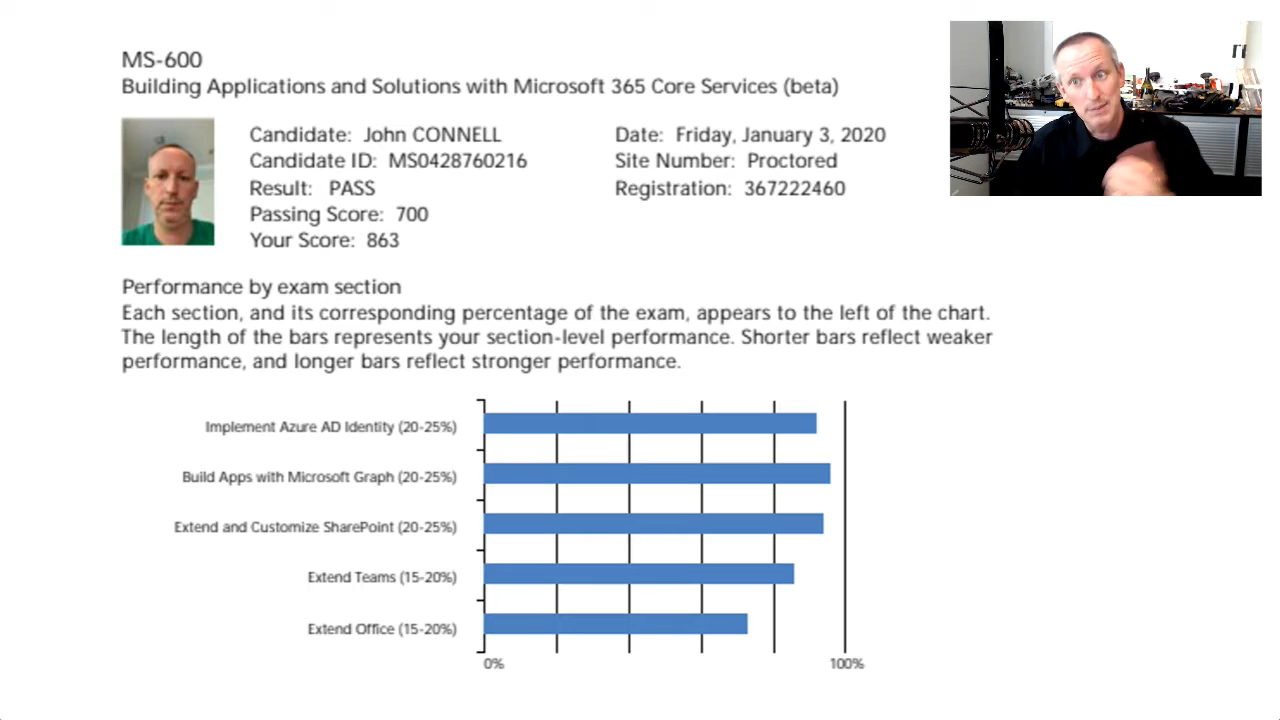 MS-600
Building Applications and Solutions with Microsoft 365 Core Services (beta)
Candidate: John CONNELL
Candidate ID: MS0428760216
Result: PASS
Passing Score: 700
Your Score: 863
Date: Friday, January 3, 2020
Site Number: Proctored
Registration: 367222460
Performance by exam section
Each section, and its corresponding percentage of the exam, appears to the left of the chart.
The length of the bars represents your section-level performance. Shorter bars reflect weaker
performance, and longer bars reflect stronger performance.
Implement Azure AD Identity (20-25%)
Build Apps with Microsoft Graph (20-25%)
Extend and Customize SharePoint (20-25%)
Extend Teams (15-20%)
Extend Office (15-20%)
0%
100%